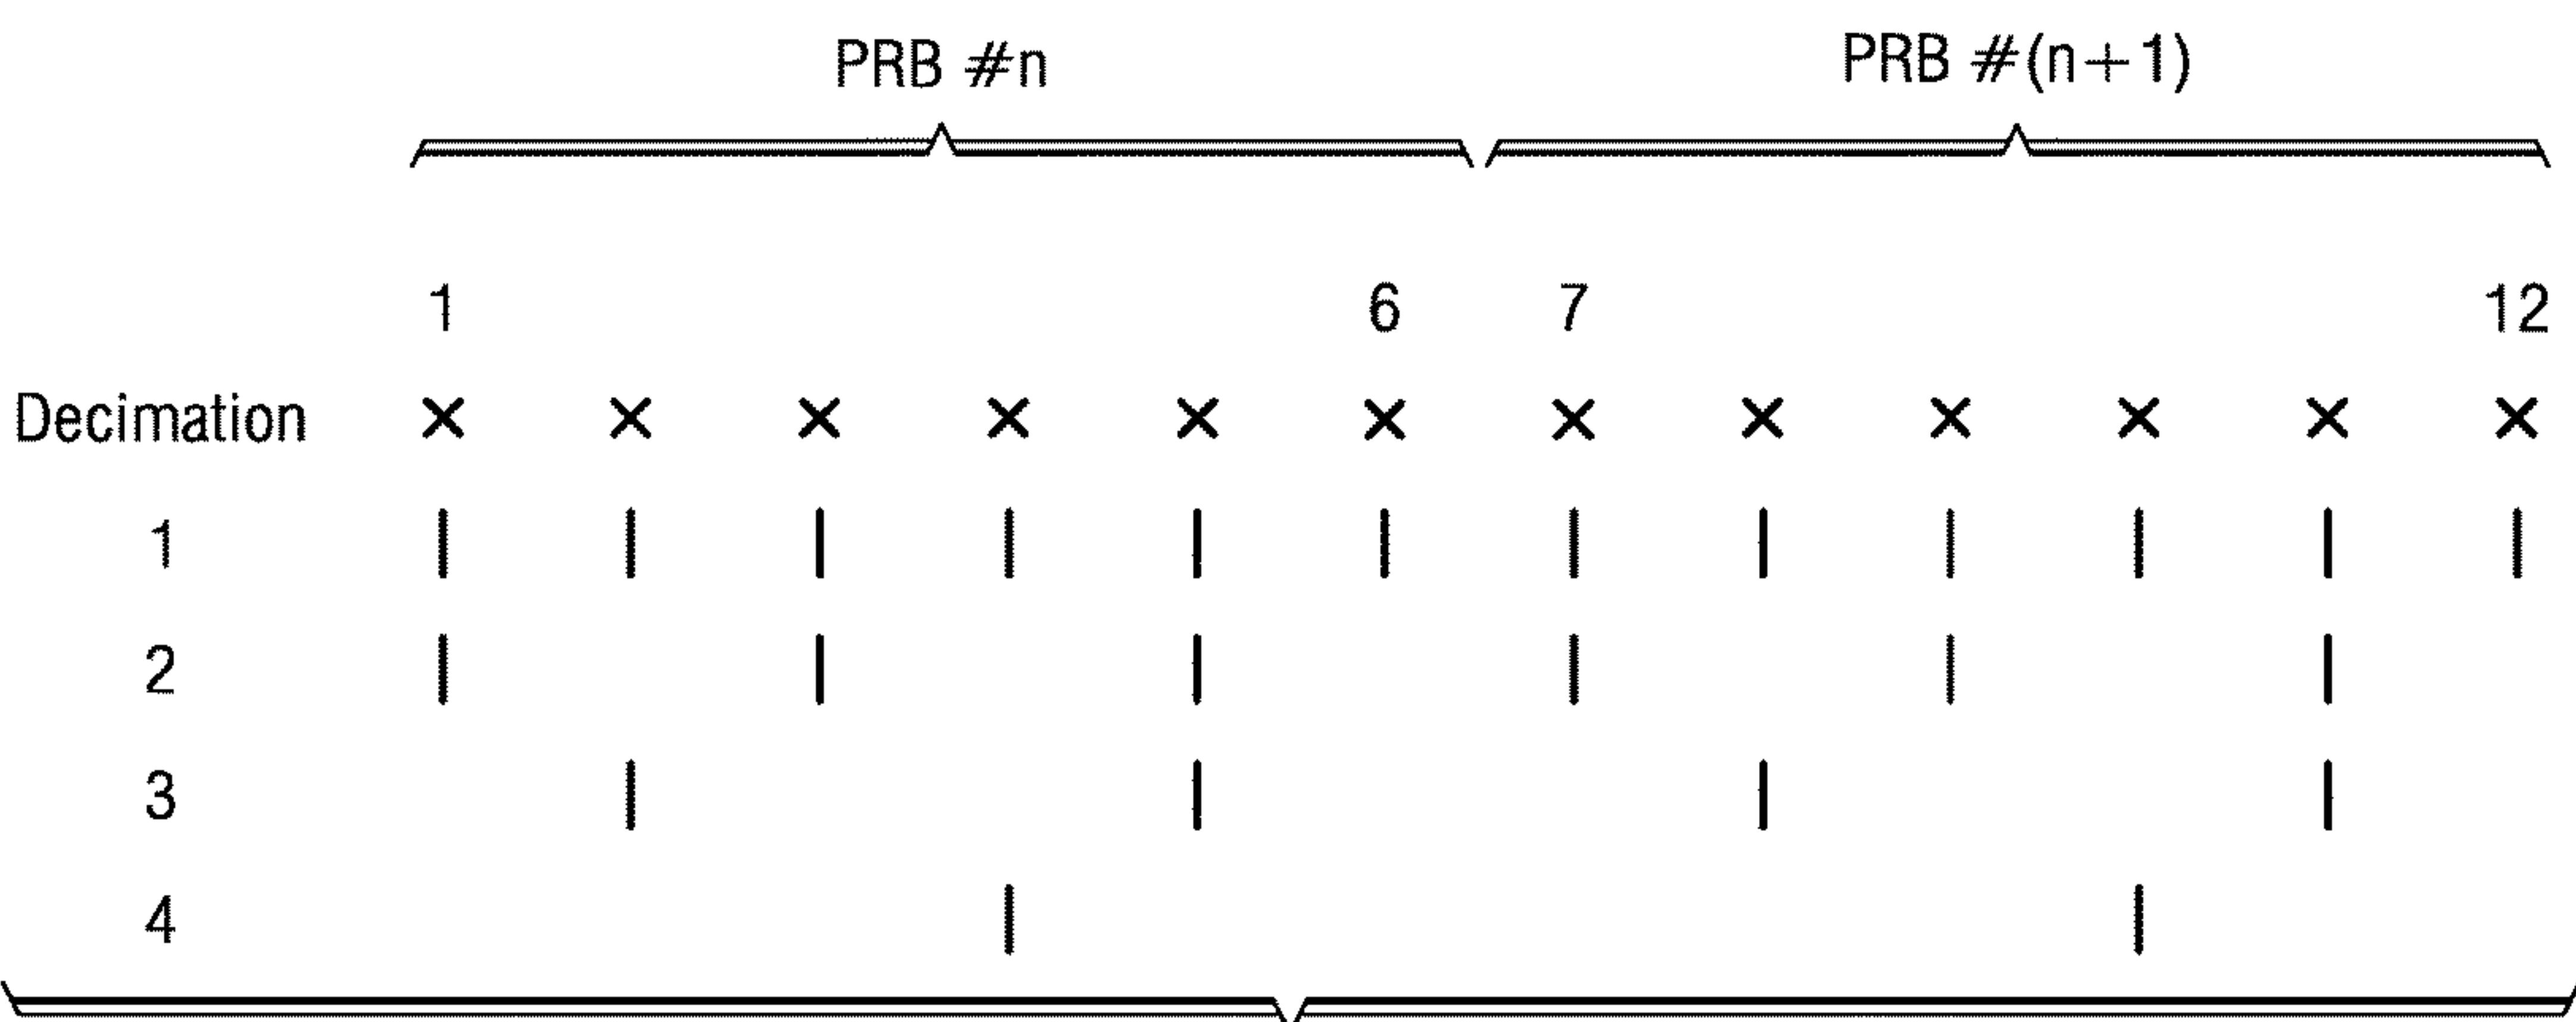 PRB #n PRB #(n+1)
1 6 7 12
Decimation × × × × × × × × × × × ×
1 | | | | | | | | | | | |
2 | | | | | |
3 | | | |
4 | |